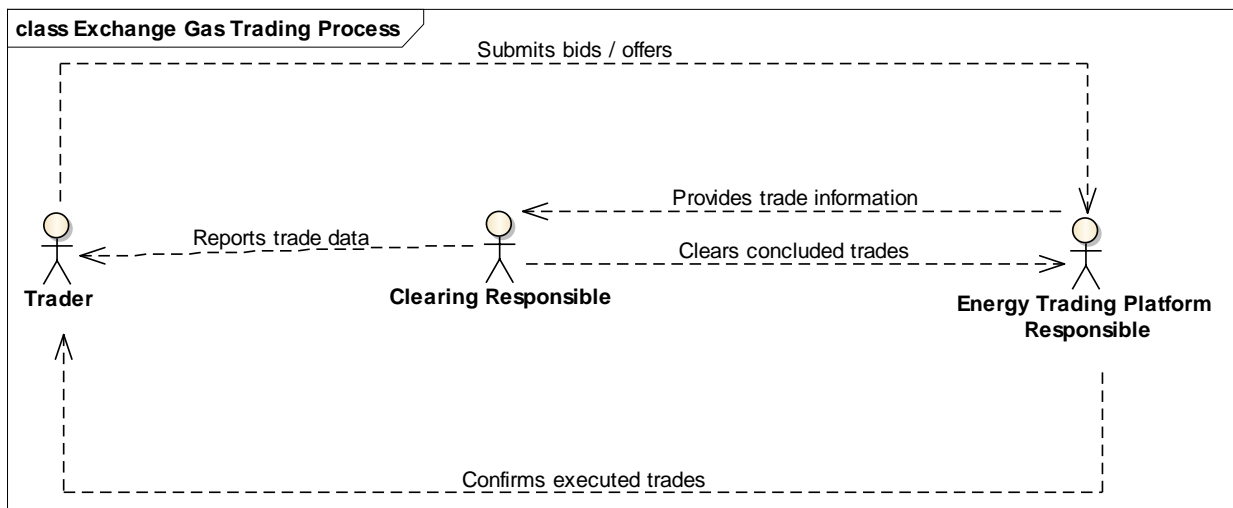 class Exchange Gas Trading Process
Submits bids / offers
Provides trade information
Reports trade data
Clears concluded trades
Trader
Clearing Responsible
Energy Trading Platform
Responsible
Confirms executed trades